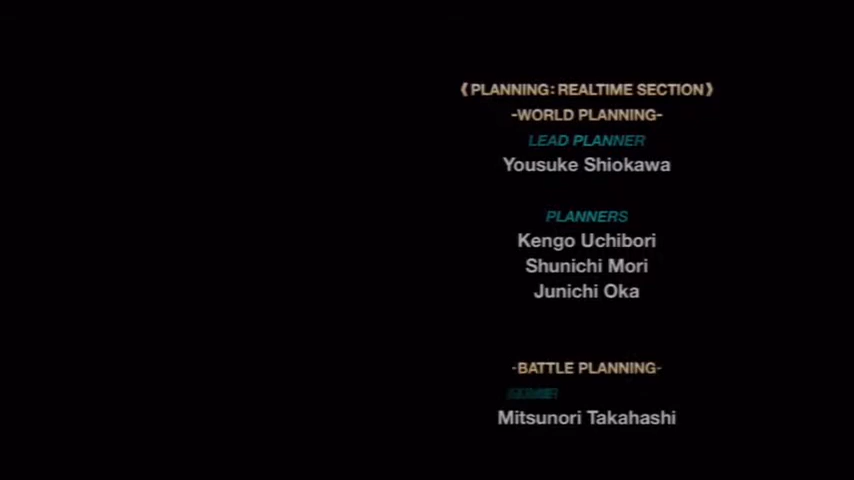 《PLANNING: REALTIME SECTION》
-WORLD PLANNING-
LEAD PLANNER
Yousuke Shiokawa
PLANNERS
Kengo Uchibori
Shunichi Mori
Junichi Oka
-BATTLE PLANNING-
Mitsunori Takahashi